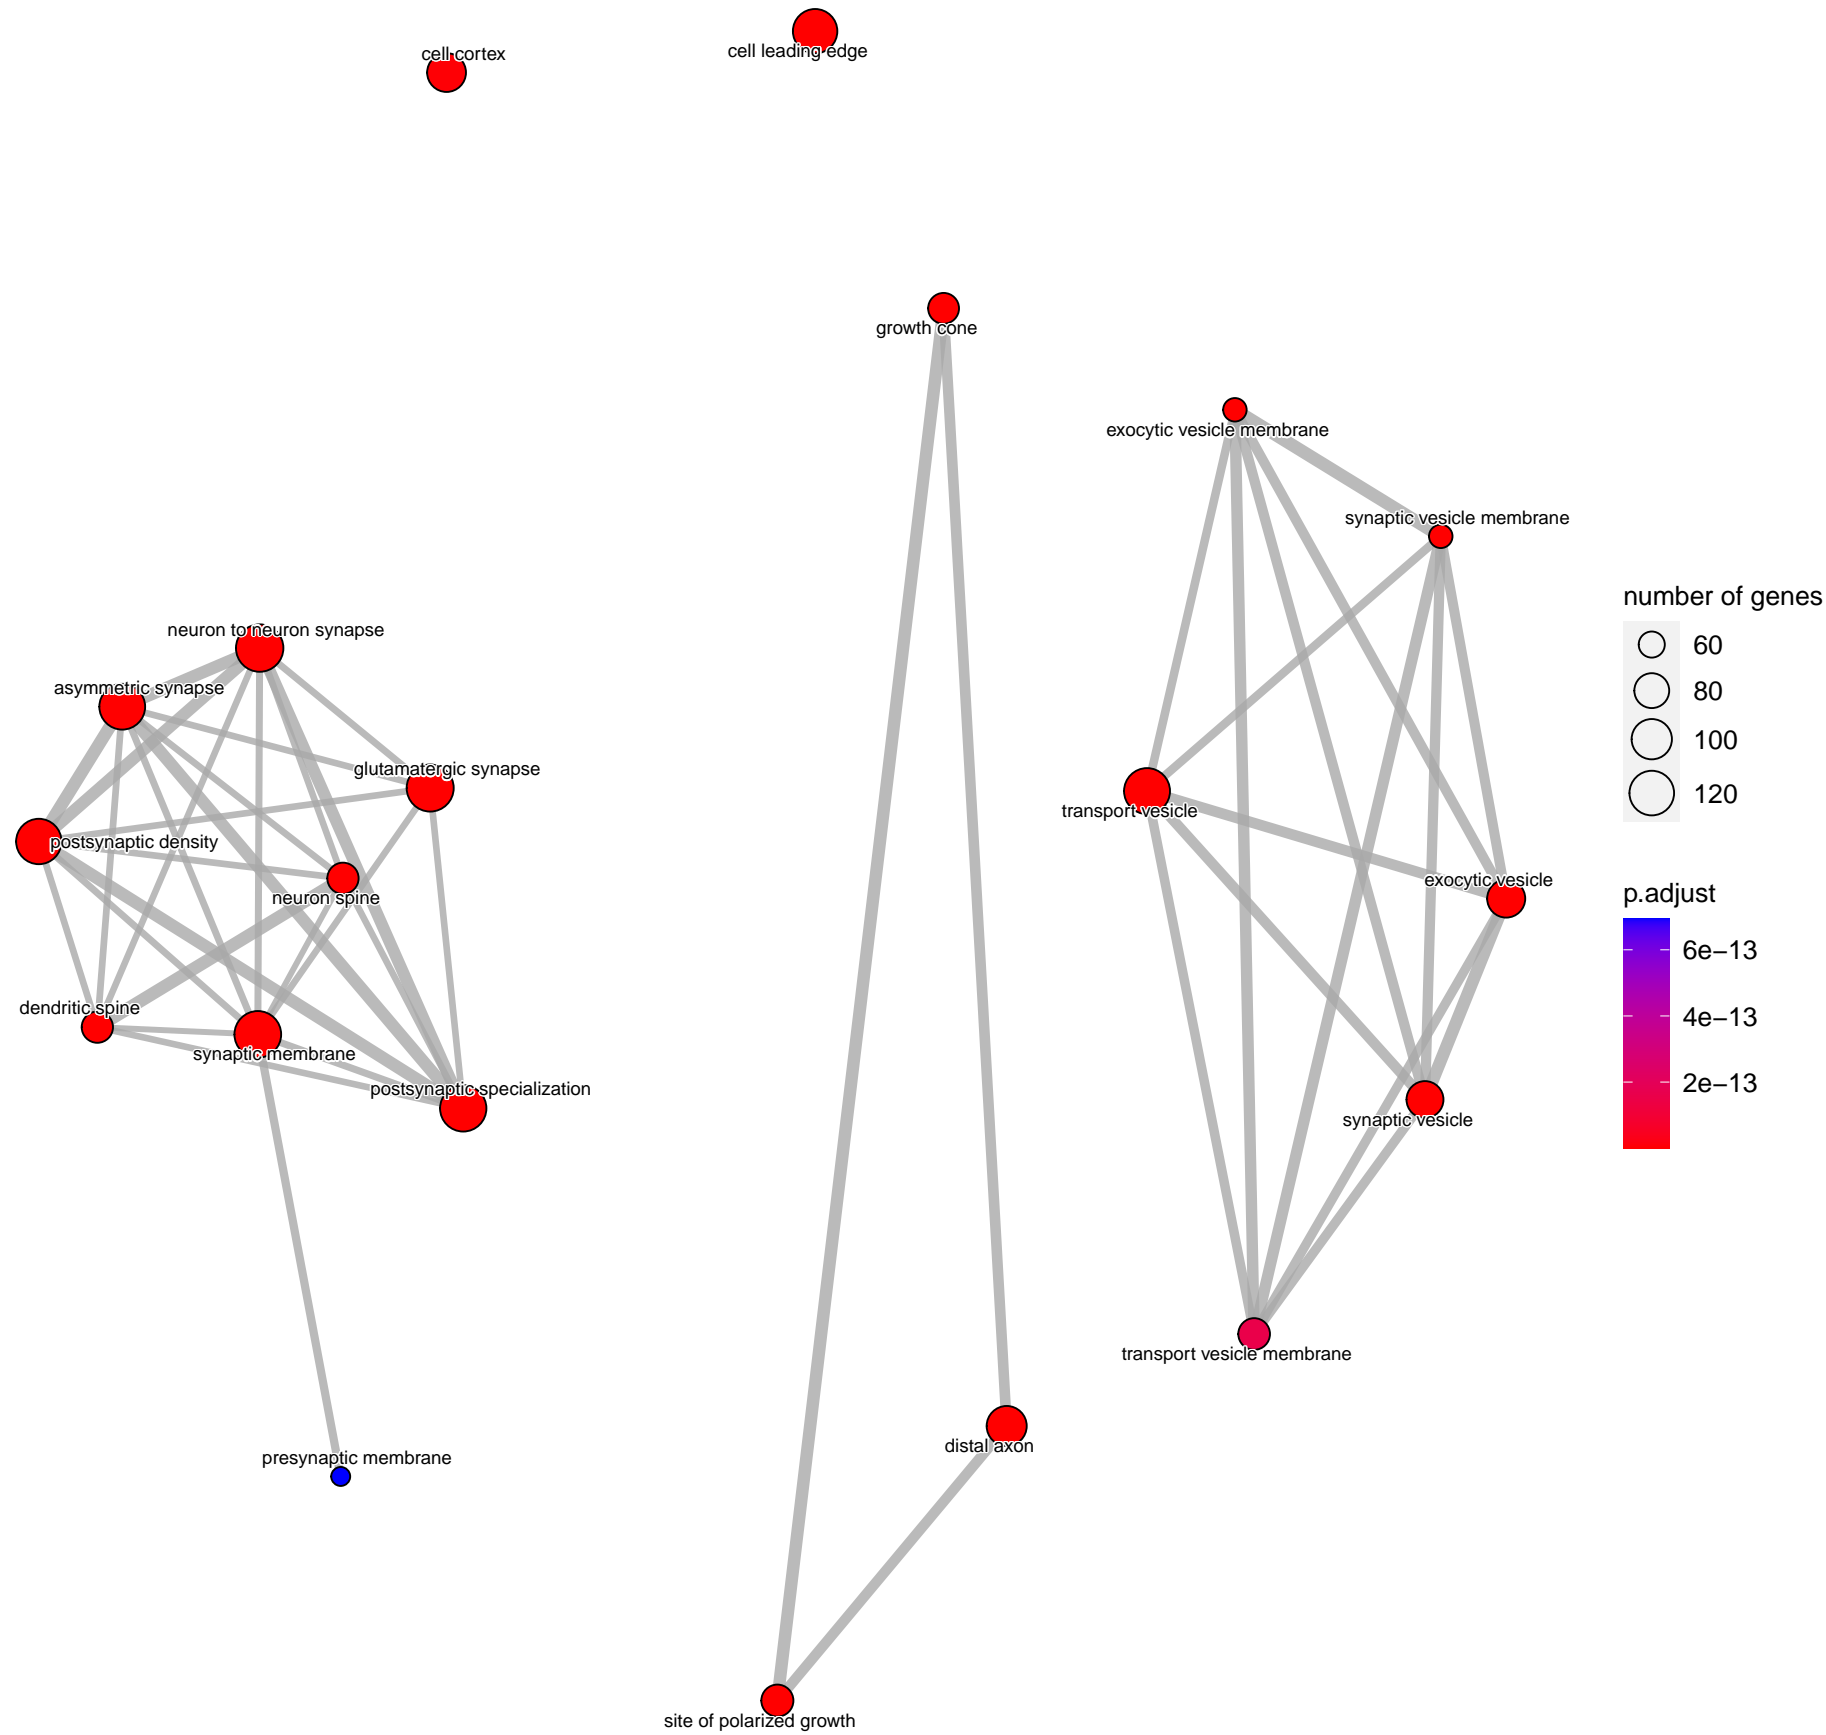 cell cortex
cell leading edge
growth cone
exocytic vesicle membrane
synaptic vesicle membrane
neuron to neuron synapse
asymmetric synapse
glutamatergic synapse
transport vesicle
postsynaptic density
exocytic vesicle
neuron spine
dendritic spine
synaptic membrane
postsynaptic specialization
synaptic vesicle
transport vesicle membrane
distal axon
presynaptic membrane
site of polarized growth
number of genes
60
80
100
120
p.adjust
6e−13
4e−13
2e−13